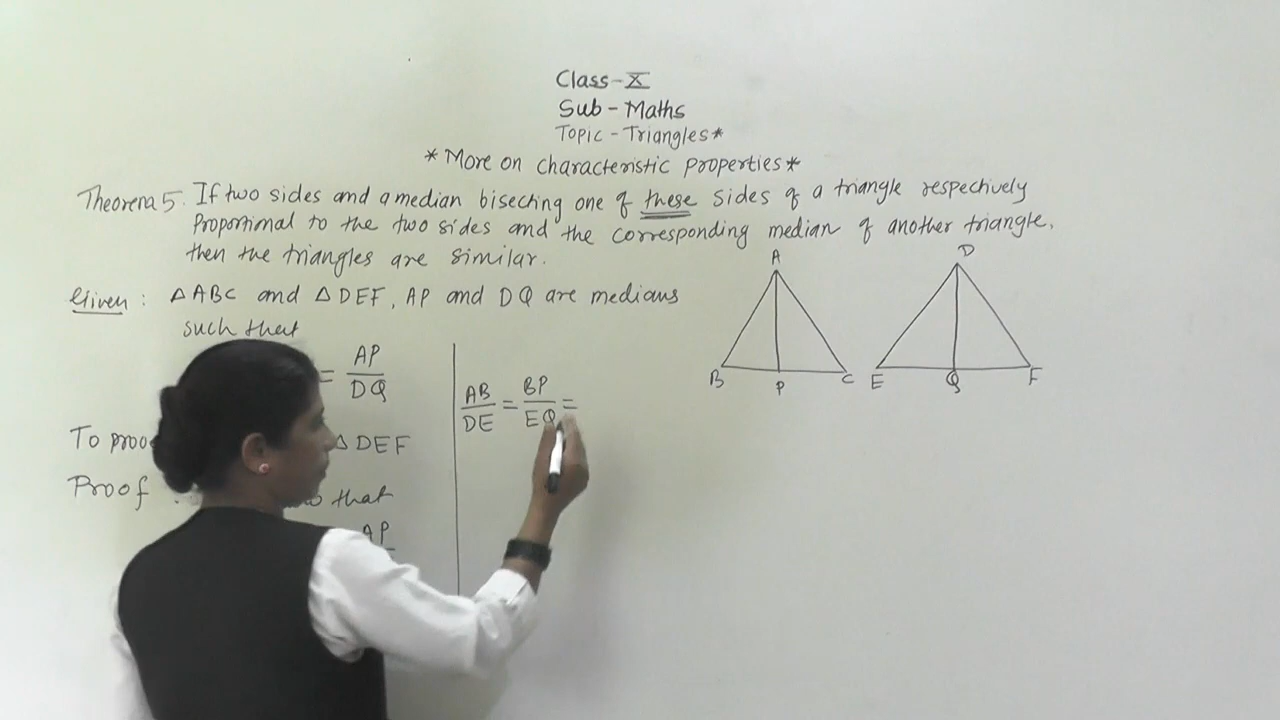 Class-X
Sub-Maths
Topic-Triangles*
*More on characteristic properties*
Theorem 5. If two sides and a median bisecting one of these sides of a triangle respectively
Proportional to the two sides and the corresponding median of another triangle,
then the triangles are similar.
Given : △ABC and △DEF, AP and DQ are medians
such that
= AP/DQ
To △DEF
Proof : that
AP
AB/DE = BP/EQ =
A
B P C
D
E Q F